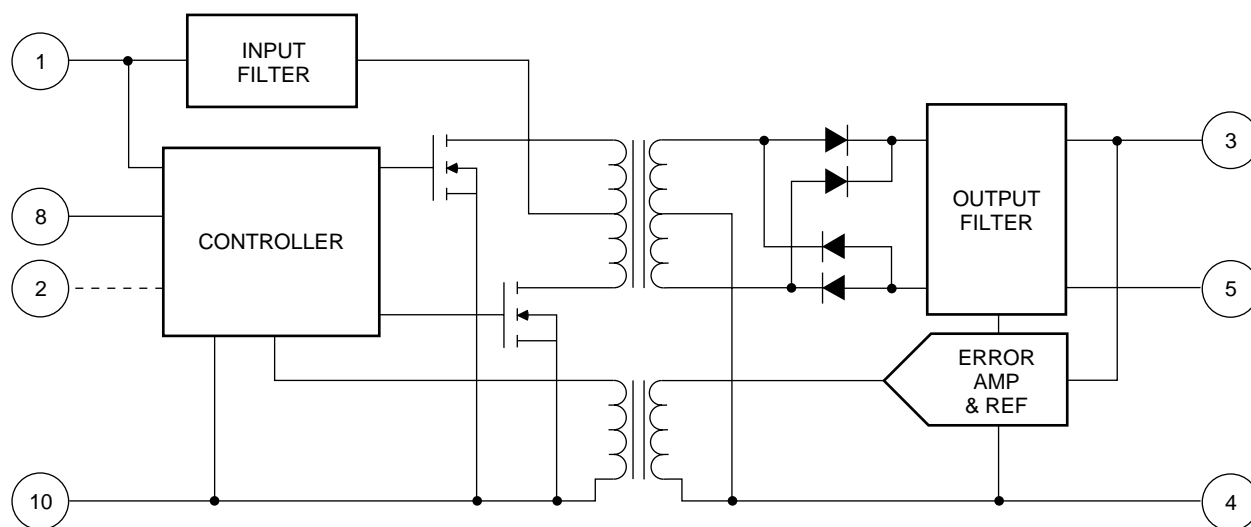 1
INPUT
FILTER
8
2
CONTROLLER
OUTPUT
FILTER
3
5
ERROR
AMP
& REF
10
4